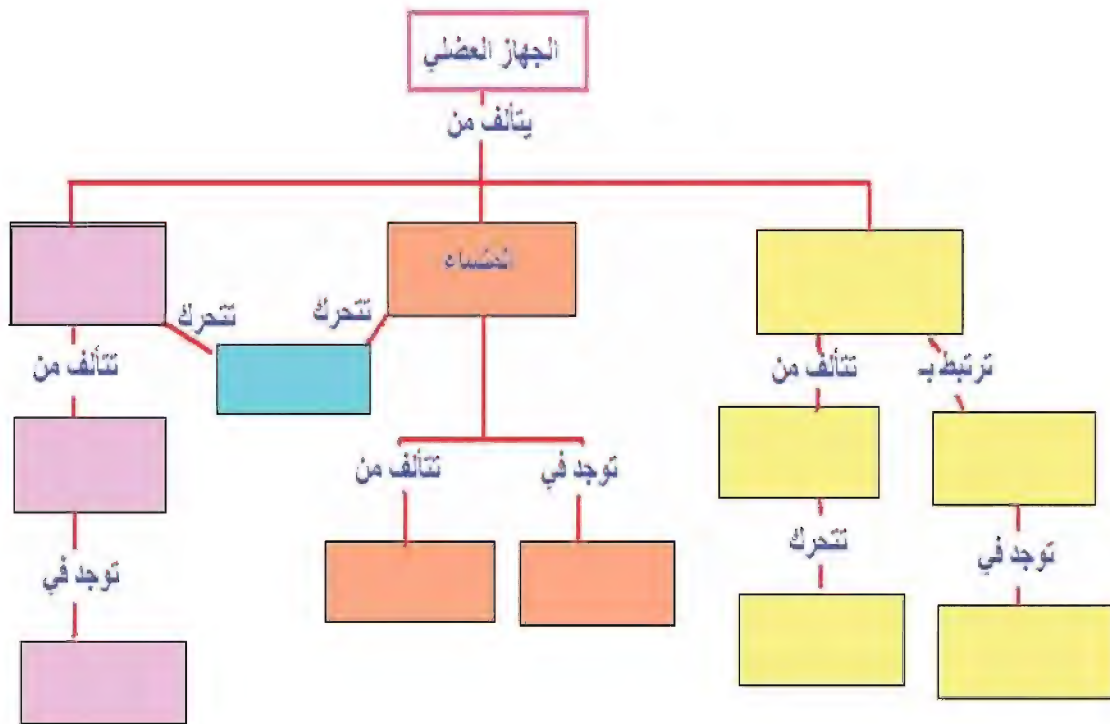 الجهاز العضلي
يتألف من
الملساء
تتحرك
تتحرك
ترتبط بـ
تتألف من
تتألف من
توجد في
تتألف من
تتحرك
توجد في
توجد في